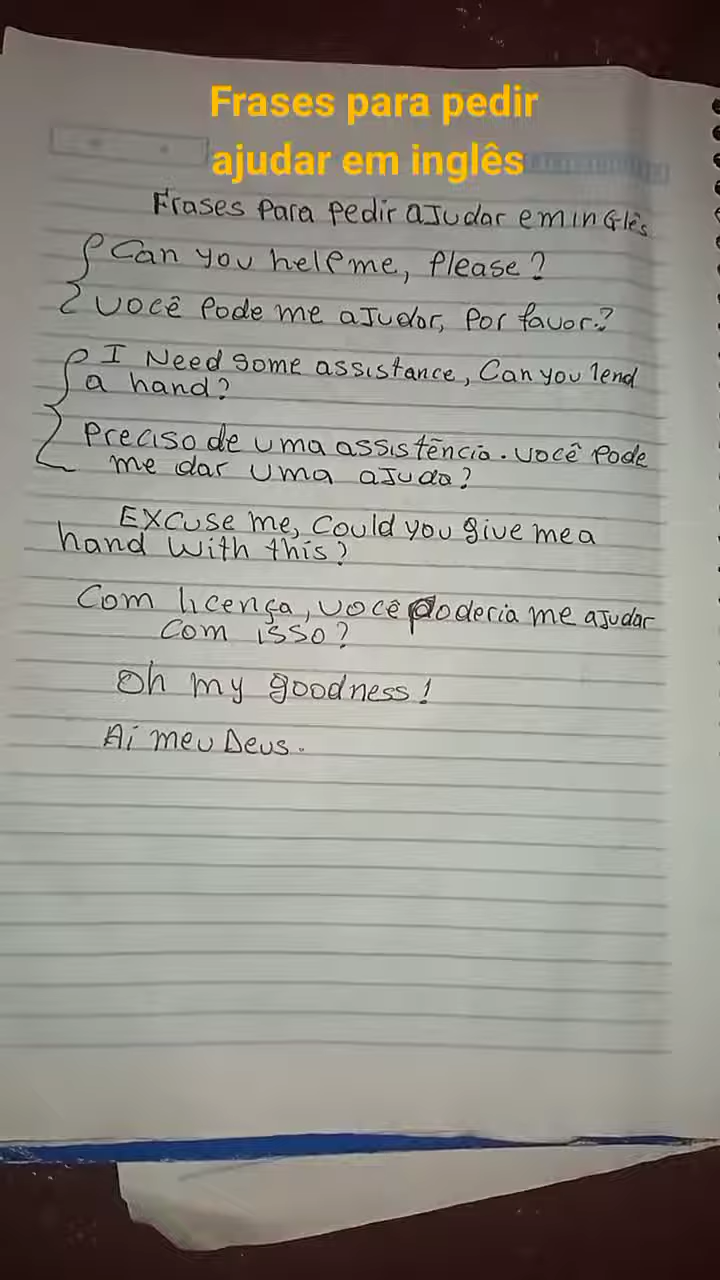 Frases para pedir
ajudar em inglês
Frases Para Pedir aJudar em inGlês
Can you helP me, Please?
você Pode me aJudar, Por favor?
I Need some assistance, Can you lend
a hand?
Preciso de uma assistência. você Pode
me dar uma aJuda?
Excuse me, Could you give me a
hand With this?
Com licença, você poderia me aJudar
com isso?
Oh my goodness!
Ai meu Deus.